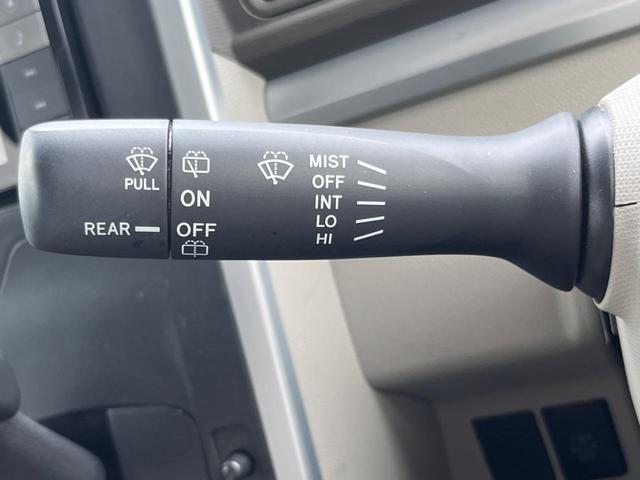 PULL
REAR
ON
OFF
MIST
OFF
INT
LO
HI